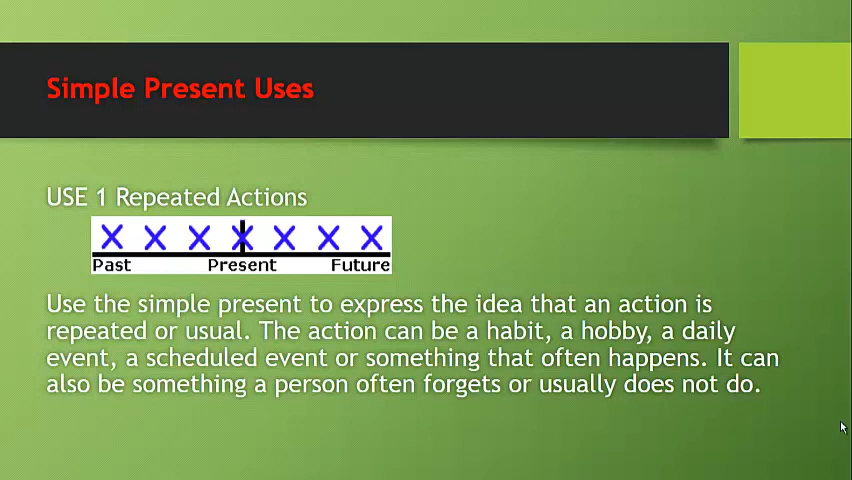 Simple Present Uses
USE 1 Repeated Actions
X X X X X X X
Past Present Future
Use the simple present to express the idea that an action is
repeated or usual. The action can be a habit, a hobby, a daily
event, a scheduled event or something that often happens. It can
also be something a person often forgets or usually does not do.